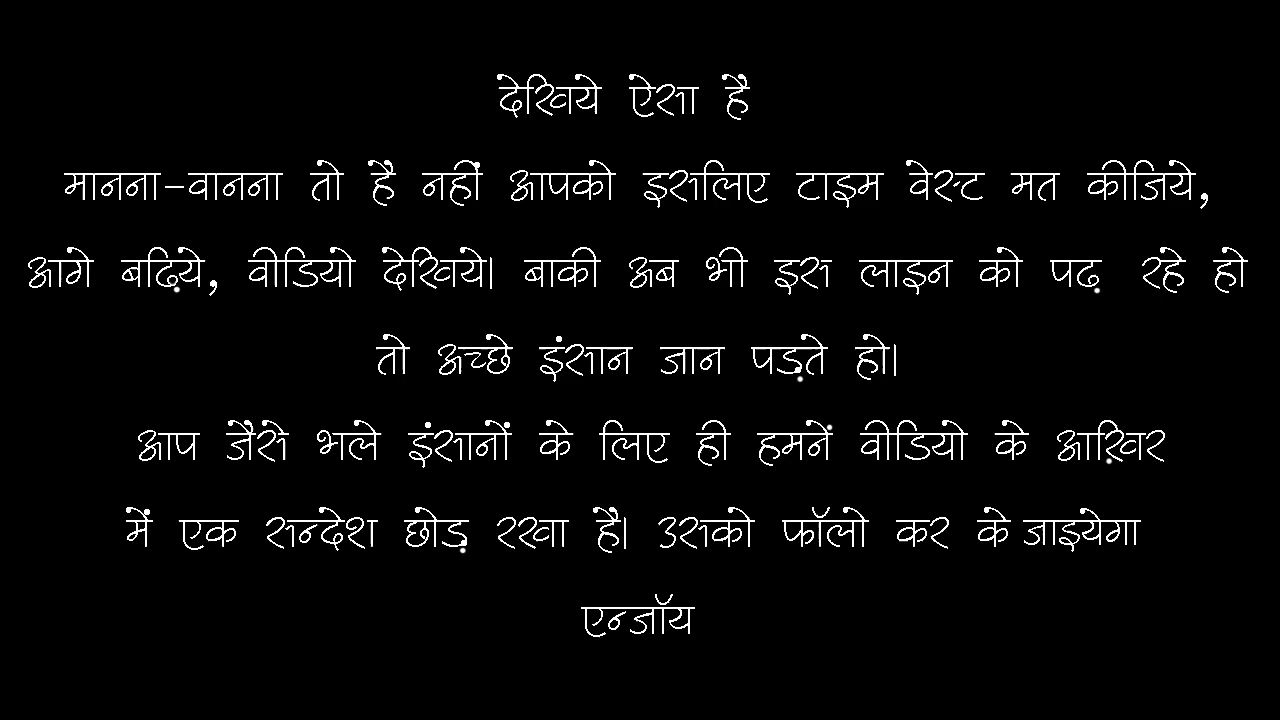 देखिये ऐसा है
मानना-वानना तो है नहीं आपको इसलिए टाइम वेस्ट मत कीजिये,
आगे बढ़िये, वीडियो देखिये। बाकी अब भी इस लाइन को पढ़ रहे हो
तो अच्छे इंसान जान पड़ते हो।
आप जैसे भले इंसानों के लिए ही हमनें वीडियो के आख़िर
में एक सन्देश छोड़ रखा है। उसको फॉलो कर के जाइयेगा
एन्जॉय